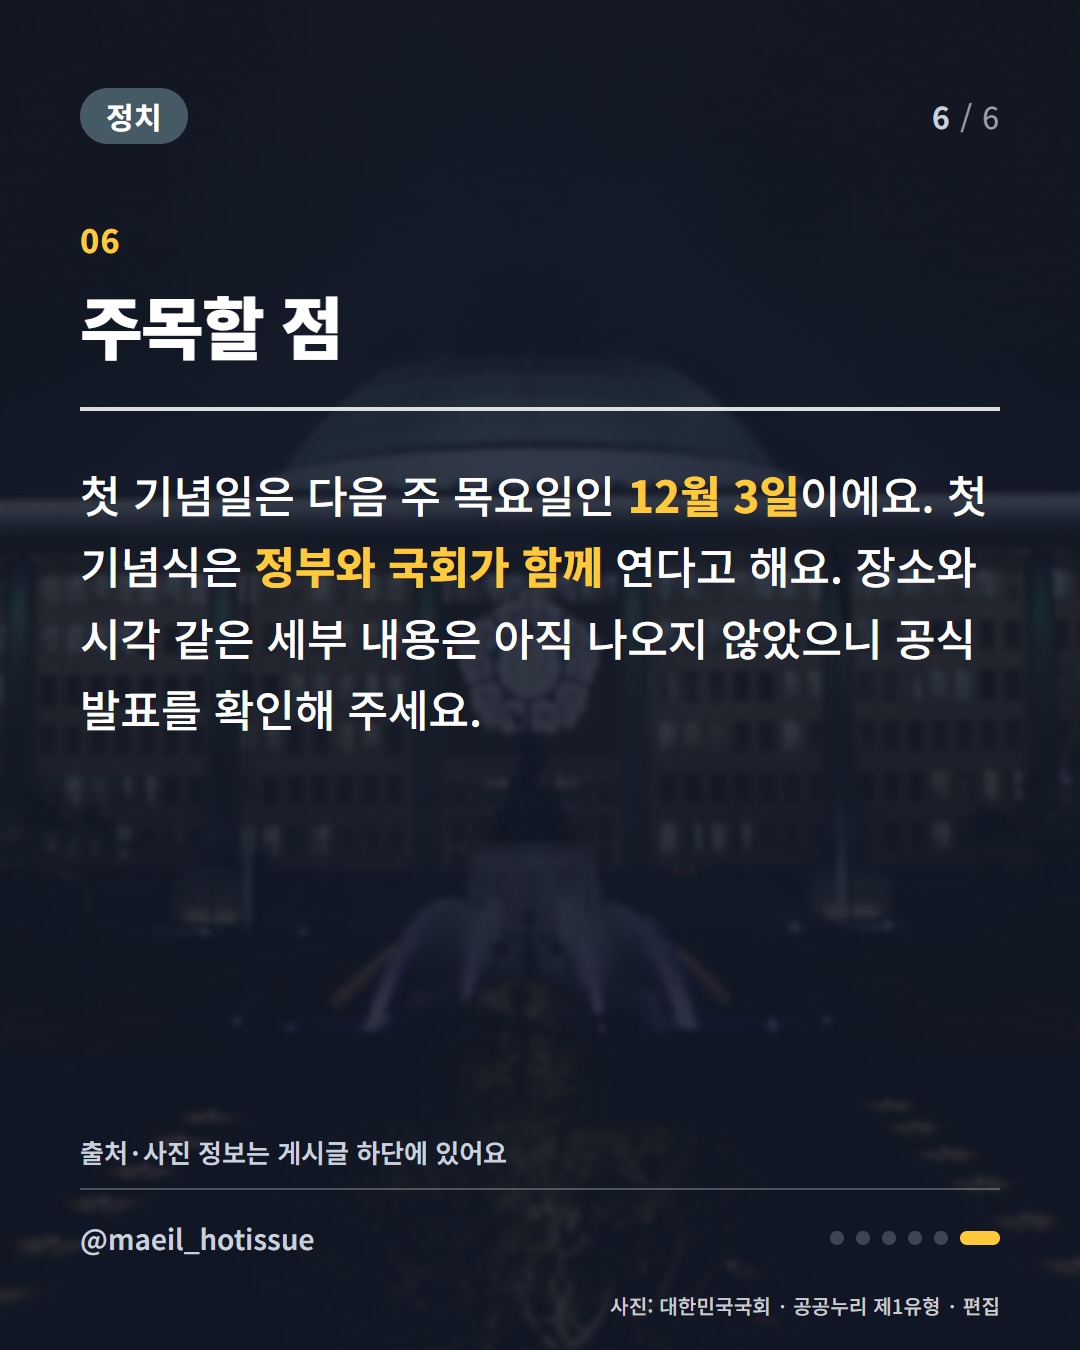 정치
6 / 6
06
주목할 점
첫 기념일은 다음 주 목요일인 12월 3일이에요. 첫
기념식은 정부와 국회가 함께 연다고 해요. 장소와
시각 같은 세부 내용은 아직 나오지 않았으니 공식
발표를 확인해 주세요.
출처·사진 정보는 게시글 하단에 있어요
@maeil_hotissue
사진: 대한민국국회 · 공공누리 제1유형 · 편집